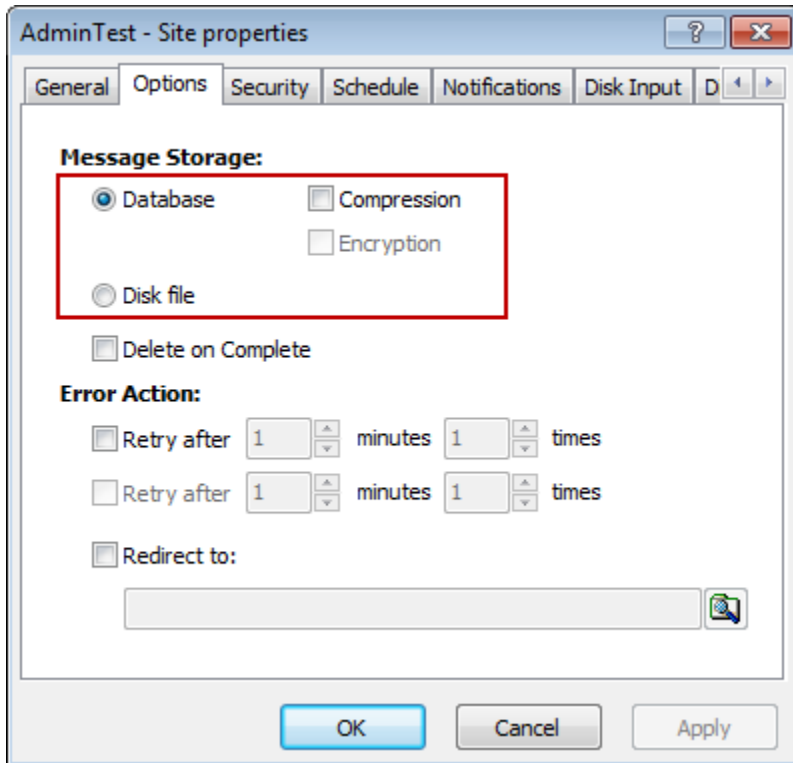 AdminTest - Site properties
General Options Security Schedule Notifications Disk Input D
Message Storage:
Database Compression
Encryption
Disk file
Delete on Complete
Error Action:
Retry after 1 minutes 1 times
Retry after 1 minutes 1 times
Redirect to:
OK Cancel Apply